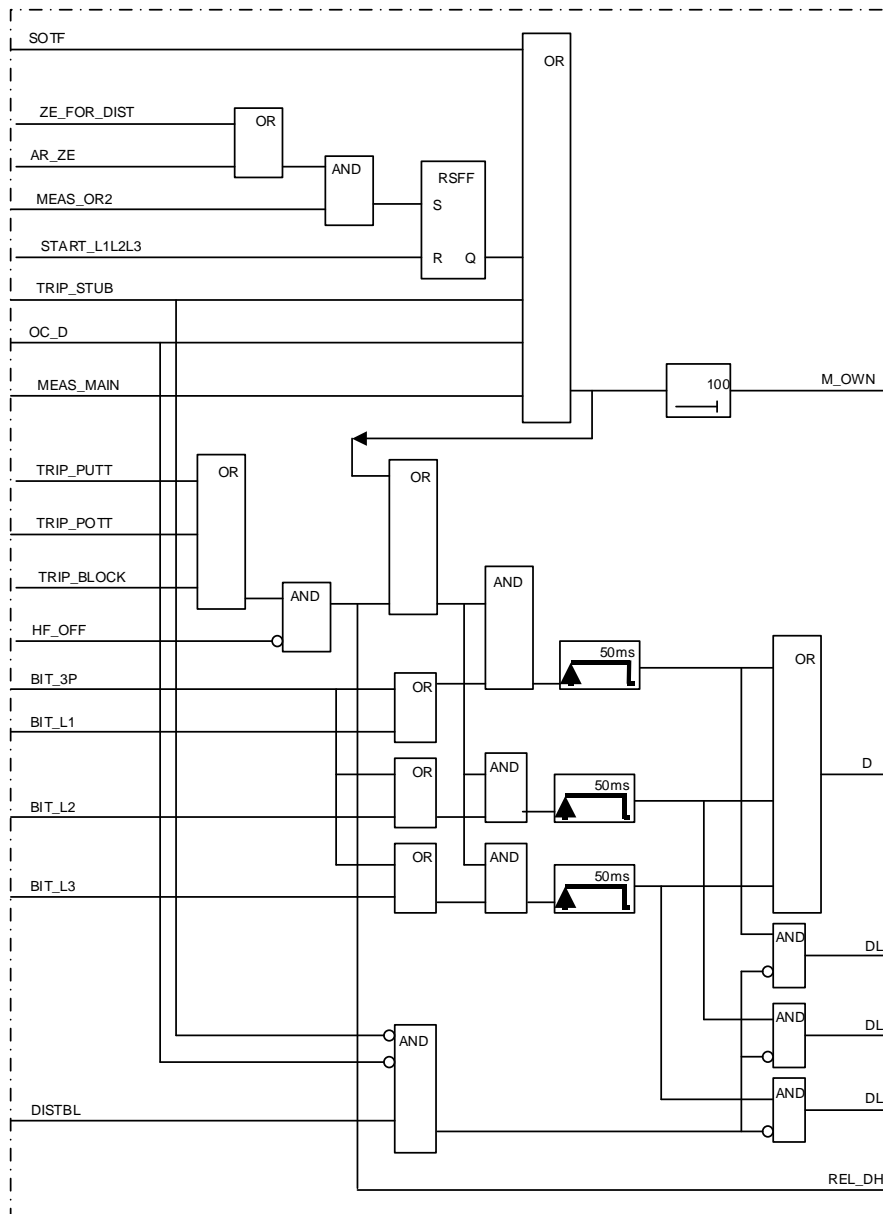 SOTF
OR
ZE_FOR_DIST
OR
AR_ZE
AND
RSFF
MEAS_OR2
S
START_L1L2L3
R Q
TRIP_STUB
OC_D
MEAS_MAIN
100
M_OWN
TRIP_PUTT
OR
OR
TRIP_POTT
TRIP_BLOCK
AND
AND
HF_OFF
50ms
OR
BIT_3P
OR
BIT_L1
AND
D
OR
50ms
BIT_L2
OR
AND
50ms
BIT_L3
AND
DL
AND
AND
DL
AND
DL
DISTBL
REL_DH